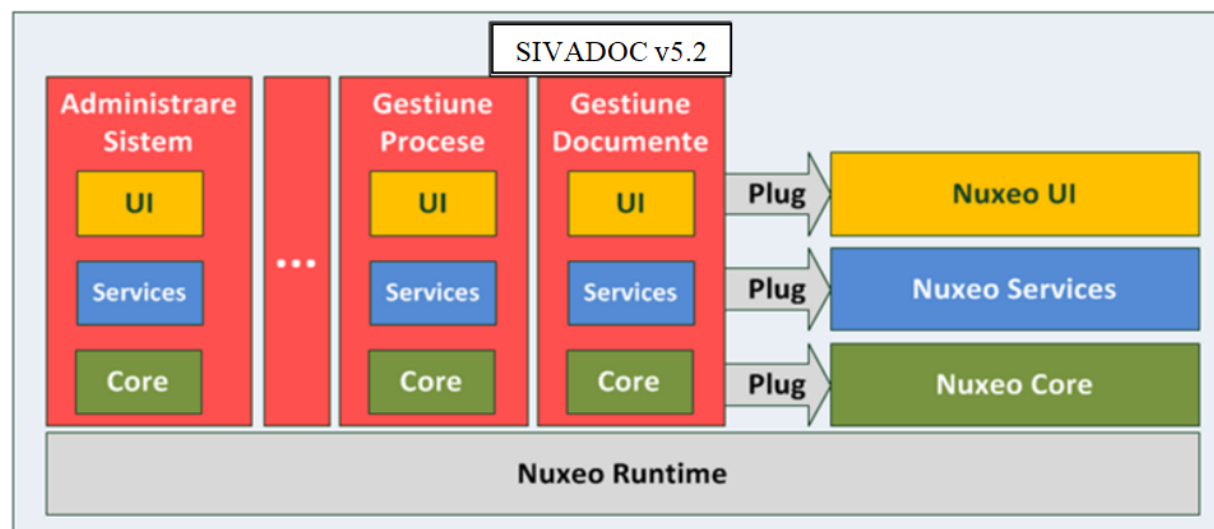 SIVADOC v5.2
Administrare
Sistem
UI
Services
Core
...
Gestiune
Procese
UI
Services
Core
Gestiune
Documente
UI
Services
Core
Plug
Plug
Plug
Nuxeo UI
Nuxeo Services
Nuxeo Core
Nuxeo Runtime